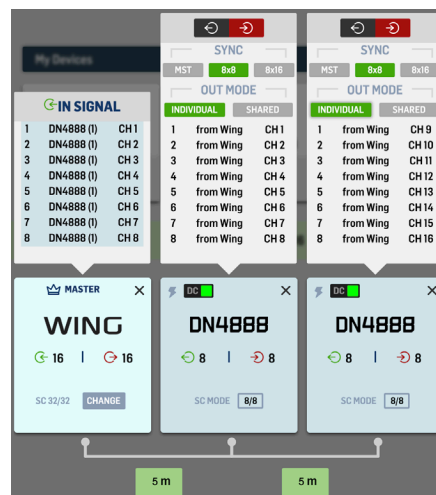 My Devices
IN SIGNAL
1 DN4888 (1) CH 1
2 DN4888 (1) CH 2
3 DN4888 (1) CH 3
4 DN4888 (1) CH 4
5 DN4888 (1) CH 5
6 DN4888 (1) CH 6
7 DN4888 (1) CH 7
8 DN4888 (1) CH 8
MASTER
WING
16 | 16
SC 32/32 CHANGE
SYNC
MST 8x8 8x16
OUT MODE
INDIVIDUAL SHARED
1 from Wing CH 1
2 from Wing CH 2
3 from Wing CH 3
4 from Wing CH 4
5 from Wing CH 5
6 from Wing CH 6
7 from Wing CH 7
8 from Wing CH 8
DC
DN4888
8 | 8
SC MODE 8/8
SYNC
MST 8x8 8x16
OUT MODE
INDIVIDUAL SHARED
1 from Wing CH 9
2 from Wing CH 10
3 from Wing CH 11
4 from Wing CH 12
5 from Wing CH 13
6 from Wing CH 14
7 from Wing CH 15
8 from Wing CH 16
DC
DN4888
8 | 8
SC MODE 8/8
5 m 5 m